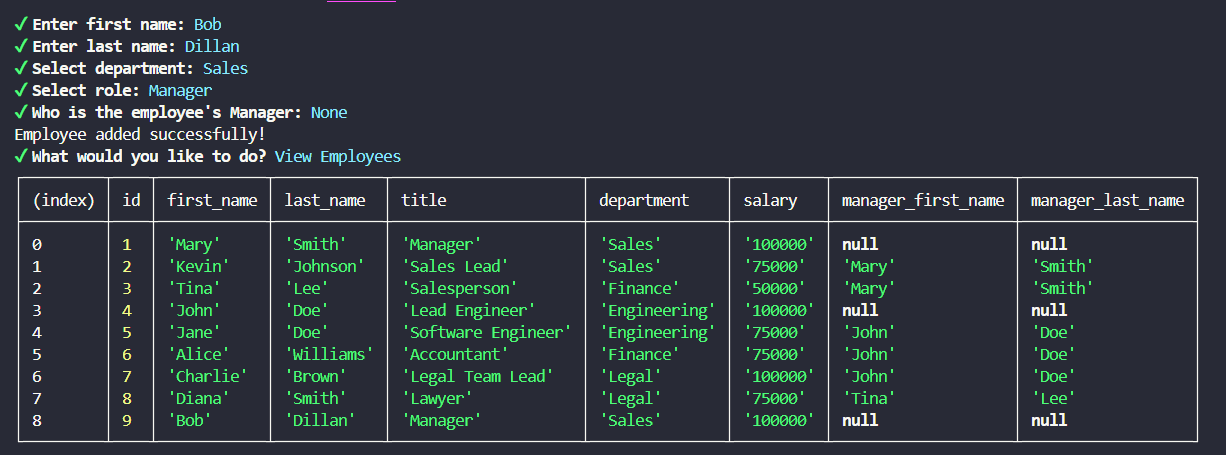 ✓ Enter first name: Bob
✓ Enter last name: Dillan
✓ Select department: Sales
✓ Select role: Manager
✓ Who is the employee's Manager: None
Employee added successfully!
✓ What would you like to do? View Employees
(index) id first_name last_name title department salary manager_first_name manager_last_name
0 1 'Mary' 'Smith' 'Manager' 'Sales' '100000' null null
1 2 'Kevin' 'Johnson' 'Sales Lead' 'Sales' '75000' 'Mary' 'Smith'
2 3 'Tina' 'Lee' 'Salesperson' 'Finance' '50000' 'Mary' 'Smith'
3 4 'John' 'Doe' 'Lead Engineer' 'Engineering' '100000' null null
4 5 'Jane' 'Doe' 'Software Engineer' 'Engineering' '75000' 'John' 'Doe'
5 6 'Alice' 'Williams' 'Accountant' 'Finance' '75000' 'John' 'Doe'
6 7 'Charlie' 'Brown' 'Legal Team Lead' 'Legal' '100000' 'John' 'Doe'
7 8 'Diana' 'Smith' 'Lawyer' 'Legal' '75000' 'Tina' 'Lee'
8 9 'Bob' 'Dillan' 'Manager' 'Sales' '100000' null null